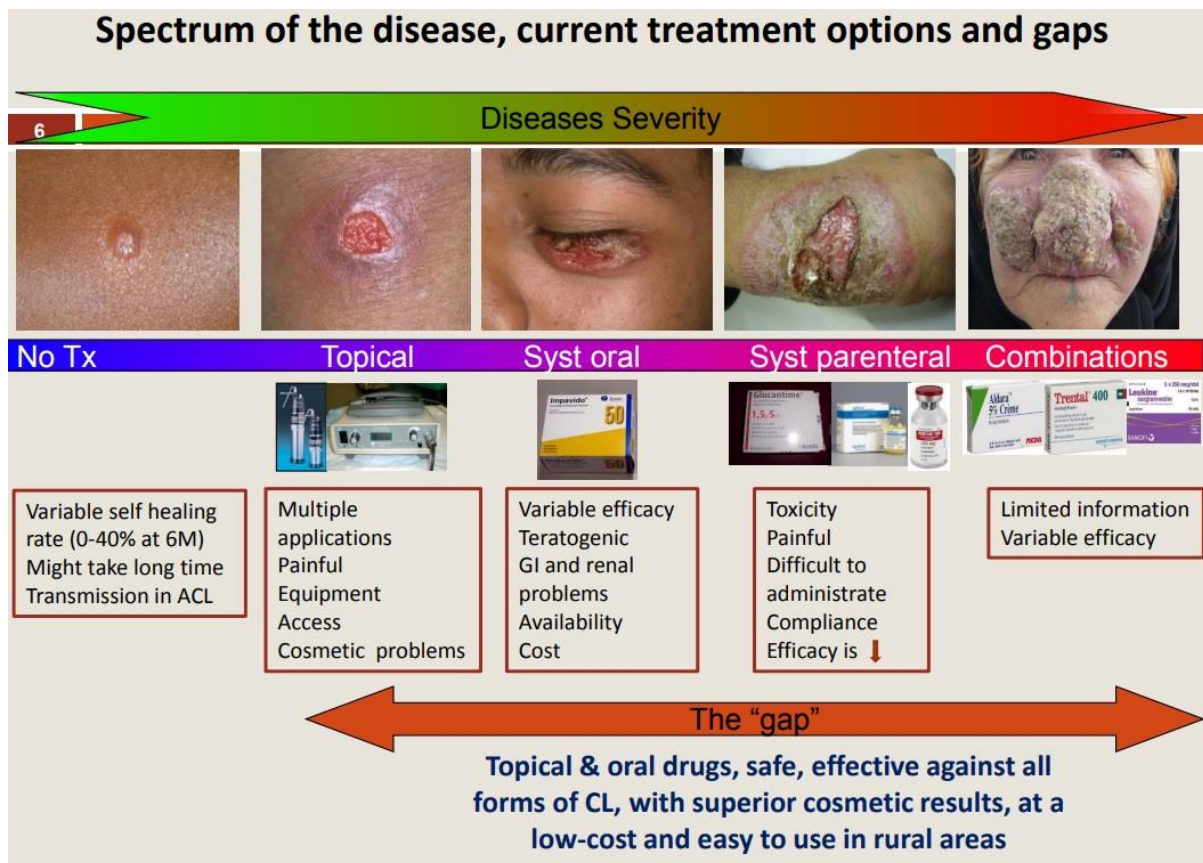 Spectrum of the disease, current treatment options and gaps
6
Diseases Severity
No Tx
Topical
Syst oral
Syst parenteral
Combinations
Impavido
50
Glucantime
1,5g/5ml
Aldara
5% Crème
Trental 400
Leukine
sargramostim
SANOFI
Variable self healing
rate (0-40% at 6M)
Might take long time
Transmission in ACL
Multiple
applications
Painful
Equipment
Access
Cosmetic problems
Variable efficacy
Teratogenic
GI and renal
problems
Availability
Cost
Toxicity
Painful
Difficult to
administrate
Compliance
Efficacy is
Limited information
Variable efficacy
The “gap”
Topical & oral drugs, safe, effective against all
forms of CL, with superior cosmetic results, at a
low-cost and easy to use in rural areas